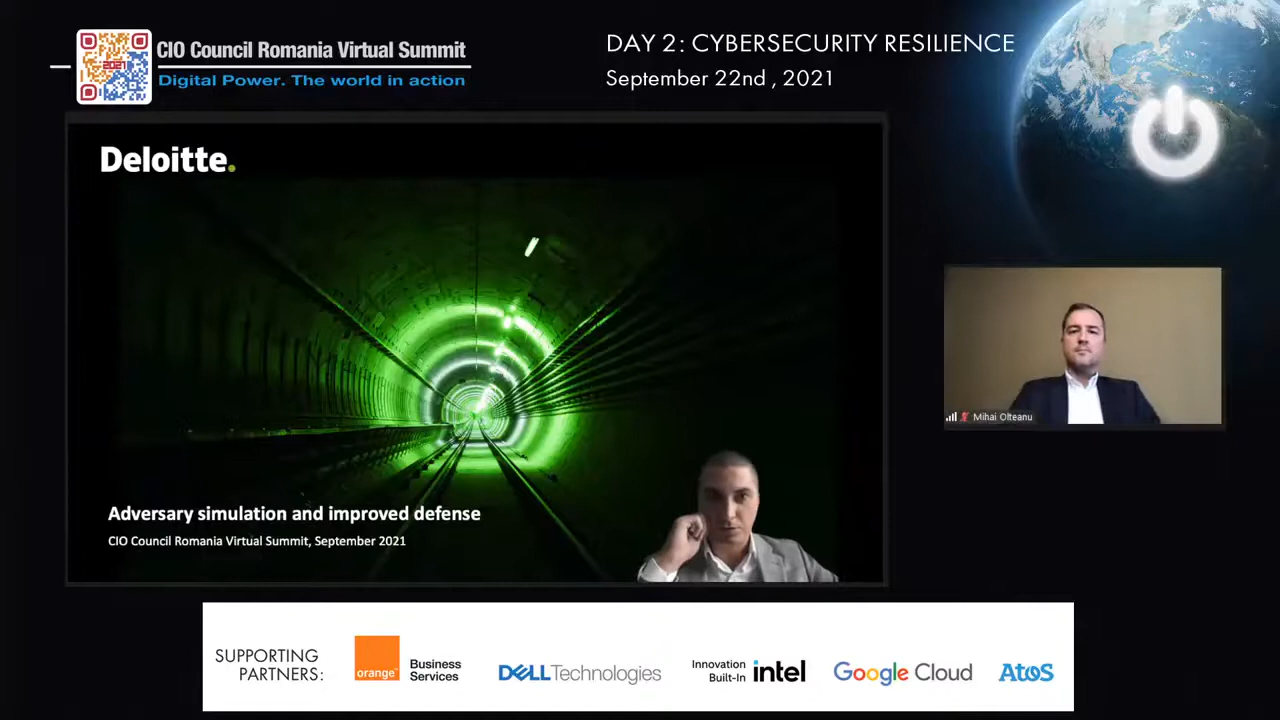 2021
CIO Council Romania Virtual Summit
Digital Power. The world in action
DAY 2: CYBERSECURITY RESILIENCE
September 22nd , 2021
Deloitte.
Adversary simulation and improved defense
CIO Council Romania Virtual Summit, September 2021
Mihai Olteanu
SUPPORTING
PARTNERS:
orange™
Business
Services
DELL Technologies
Innovation
Built-In
intel
Google Cloud
Atos